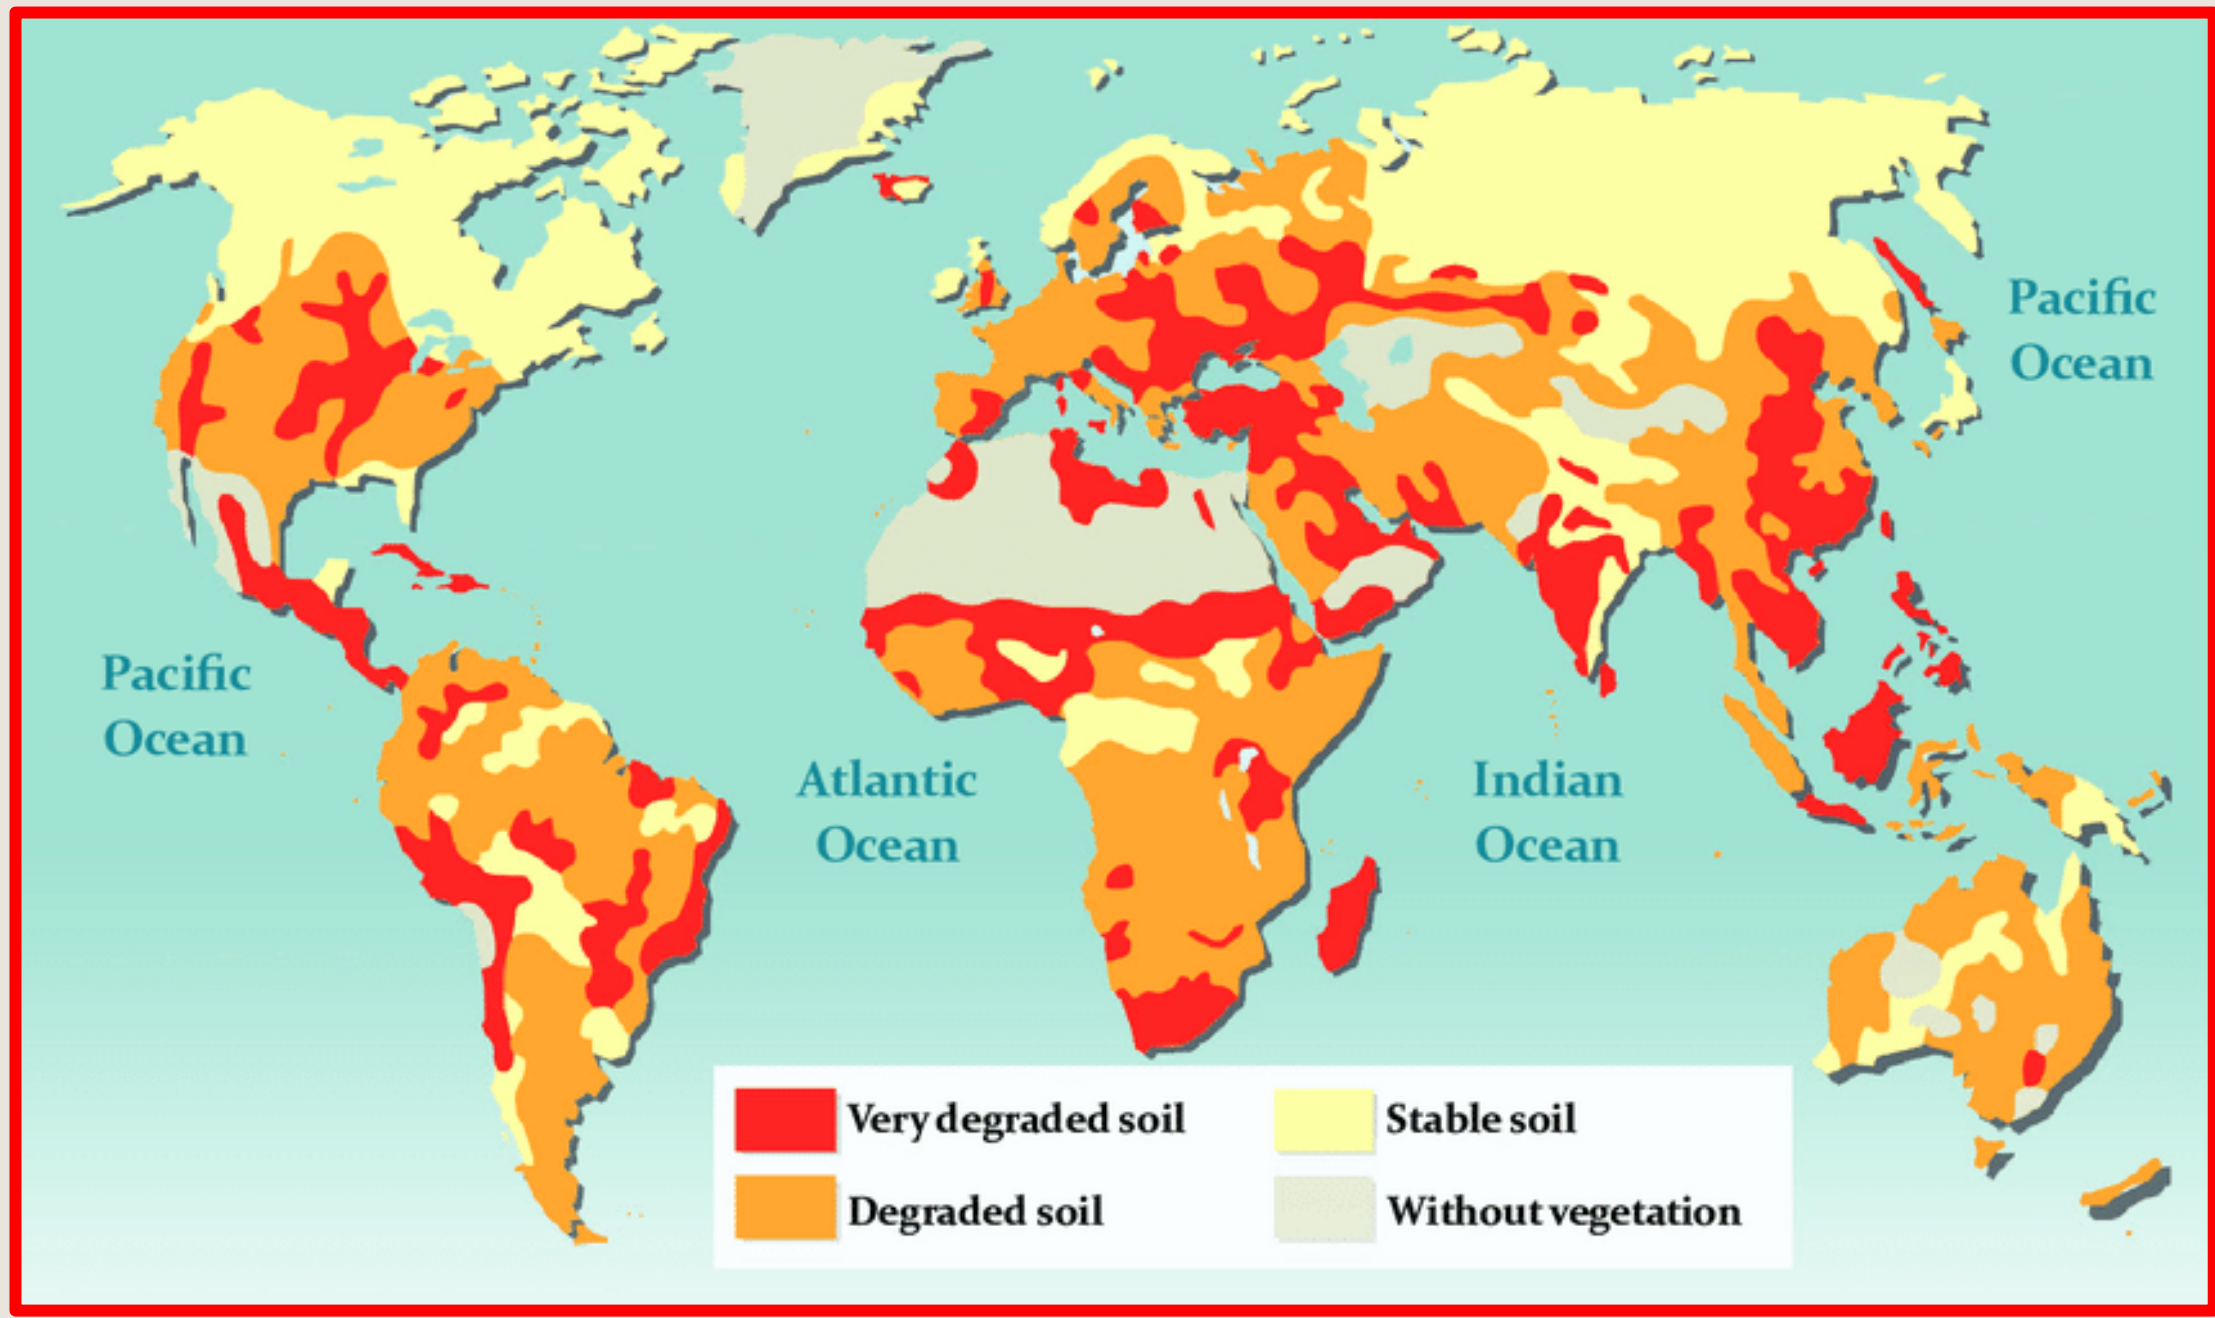 Pacific
Ocean
Pacific
Ocean
Atlantic
Ocean
Indian
Ocean
Very degraded soil
Stable soil
Degraded soil
Without vegetation